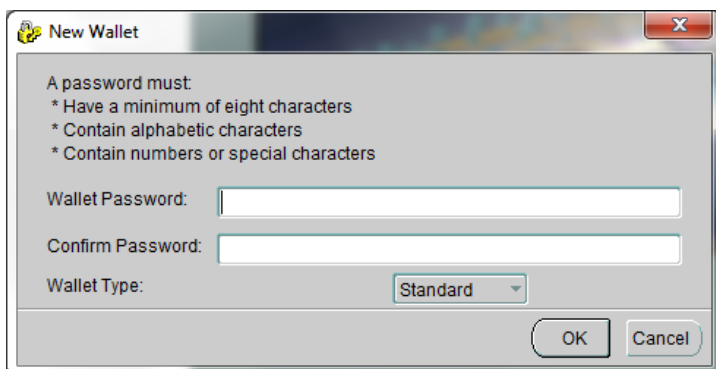 New Wallet
A password must:
* Have a minimum of eight characters
* Contain alphabetic characters
* Contain numbers or special characters
Wallet Password:
Confirm Password:
Wallet Type: Standard
OK Cancel